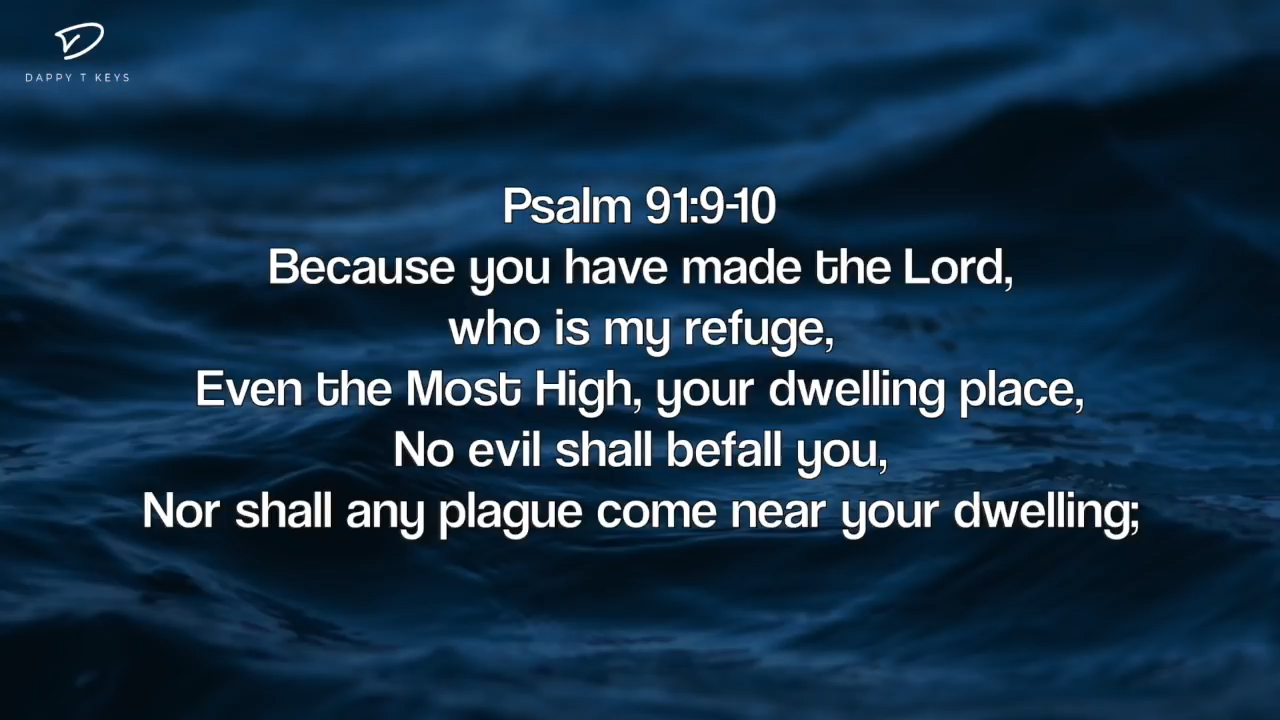 DAPPY T KEYS
Psalm 91:9-10
Because you have made the Lord,
who is my refuge,
Even the Most High, your dwelling place,
No evil shall befall you,
Nor shall any plague come near your dwelling;